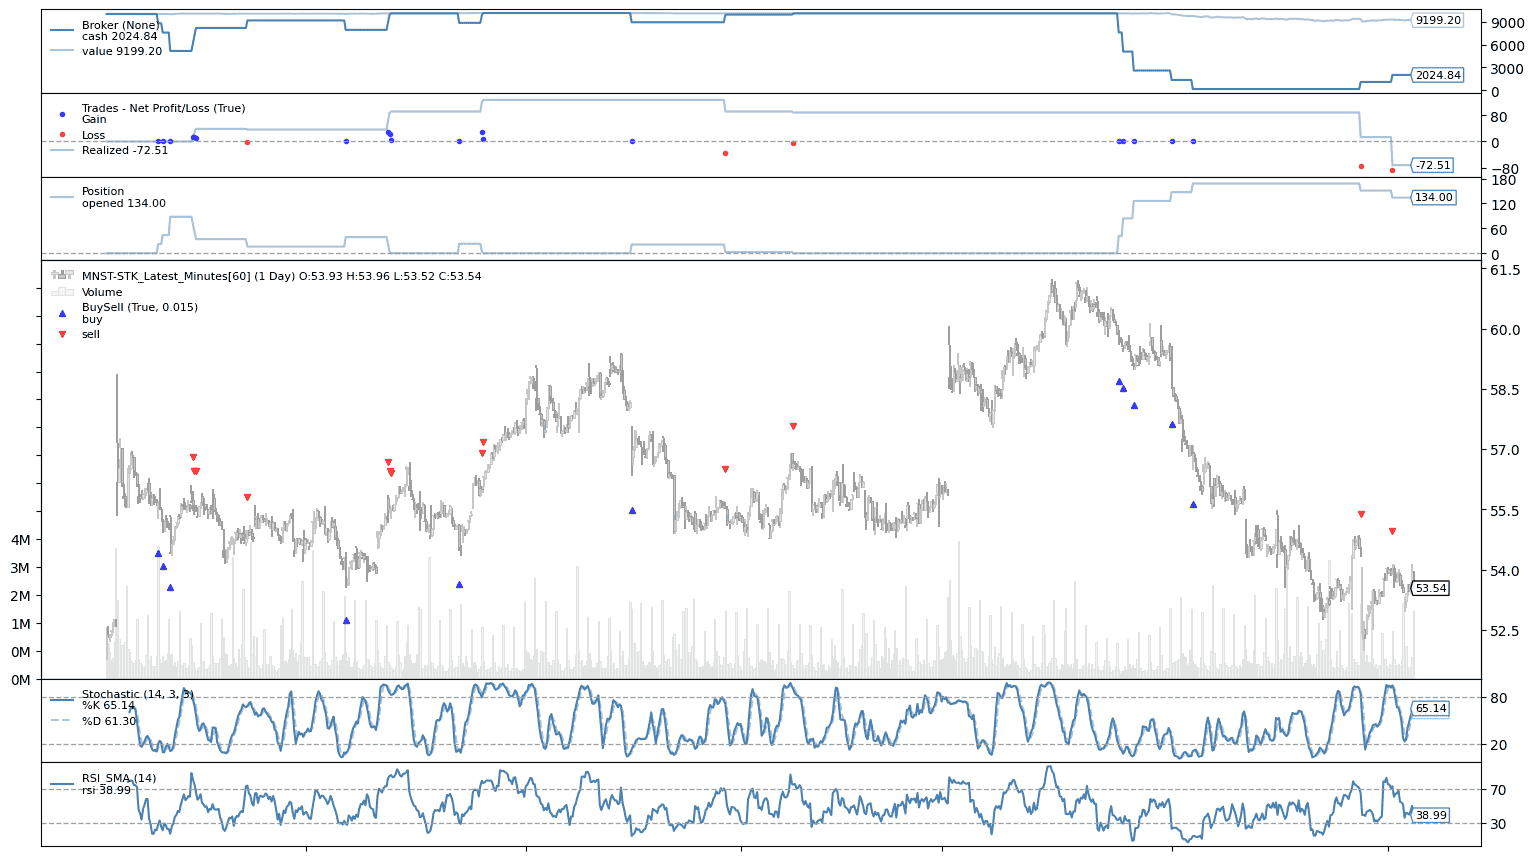 Broker (None)
cash 2024.84
value 9199.20
9199.20
2024.84
9000
6000
3000
0
Trades - Net Profit/Loss (True)
Gain
Loss
Realized -72.51
-72.51
80
0
−80
Position
opened 134.00
134.00
180
120
60
0
MNST-STK_Latest_Minutes[60] (1 Day) O:53.93 H:53.96 L:53.52 C:53.54
Volume
BuySell (True, 0.015)
buy
sell
61.5
60.0
58.5
57.0
55.5
54.0
52.5
53.54
4M
3M
2M
1M
0M
0M
Stochastic (14, 3, 3)
%K 65.14
%D 61.30
65.14
80
20
RSI_SMA (14)
rsi 38.99
38.99
70
30